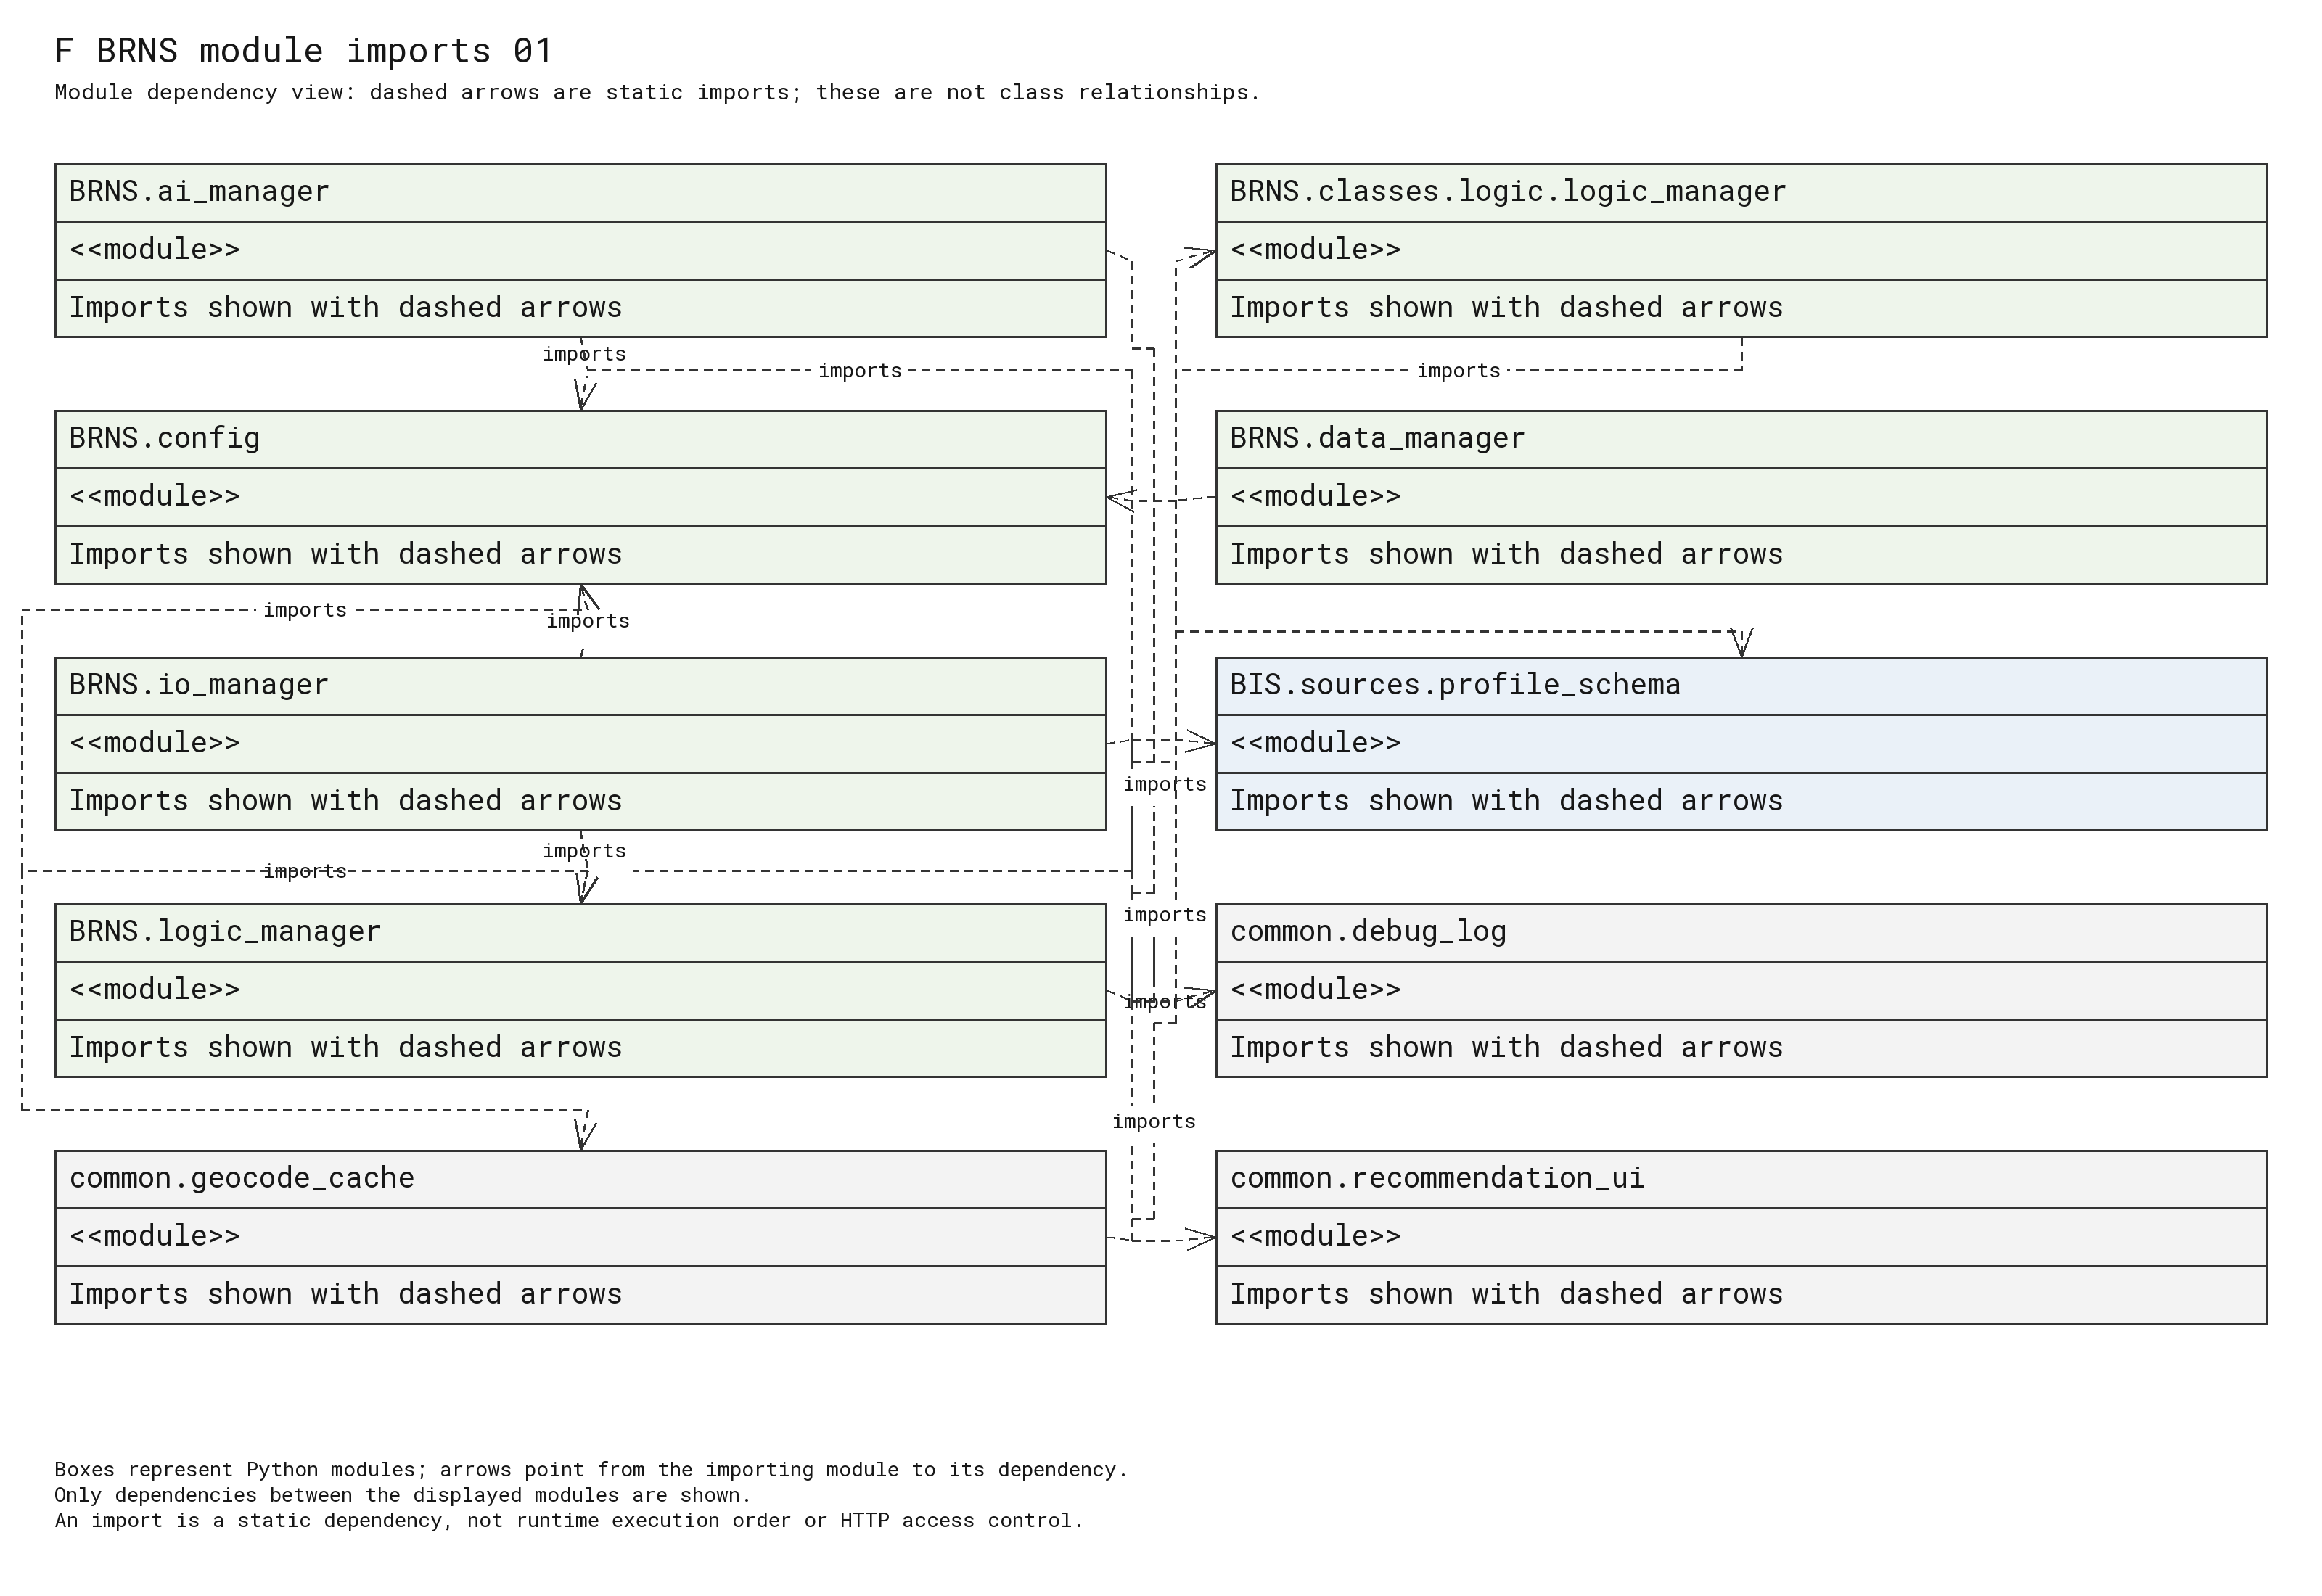 F BRNS module imports 01
Module dependency view: dashed arrows are static imports; these are not class relationships.
BRNS.ai_manager
<<module>>
Imports shown with dashed arrows
BRNS.classes.logic.logic_manager
<<module>>
Imports shown with dashed arrows
imports
imports
imports
BRNS.config
<<module>>
Imports shown with dashed arrows
BRNS.data_manager
<<module>>
Imports shown with dashed arrows
imports
imports
BRNS.io_manager
<<module>>
Imports shown with dashed arrows
BIS.sources.profile_schema
<<module>>
Imports shown with dashed arrows
imports
imports
imports
BRNS.logic_manager
<<module>>
Imports shown with dashed arrows
imports
imports
common.debug_log
<<module>>
Imports shown with dashed arrows
imports
common.geocode_cache
<<module>>
Imports shown with dashed arrows
common.recommendation_ui
<<module>>
Imports shown with dashed arrows
Boxes represent Python modules; arrows point from the importing module to its dependency.
Only dependencies between the displayed modules are shown.
An import is a static dependency, not runtime execution order or HTTP access control.